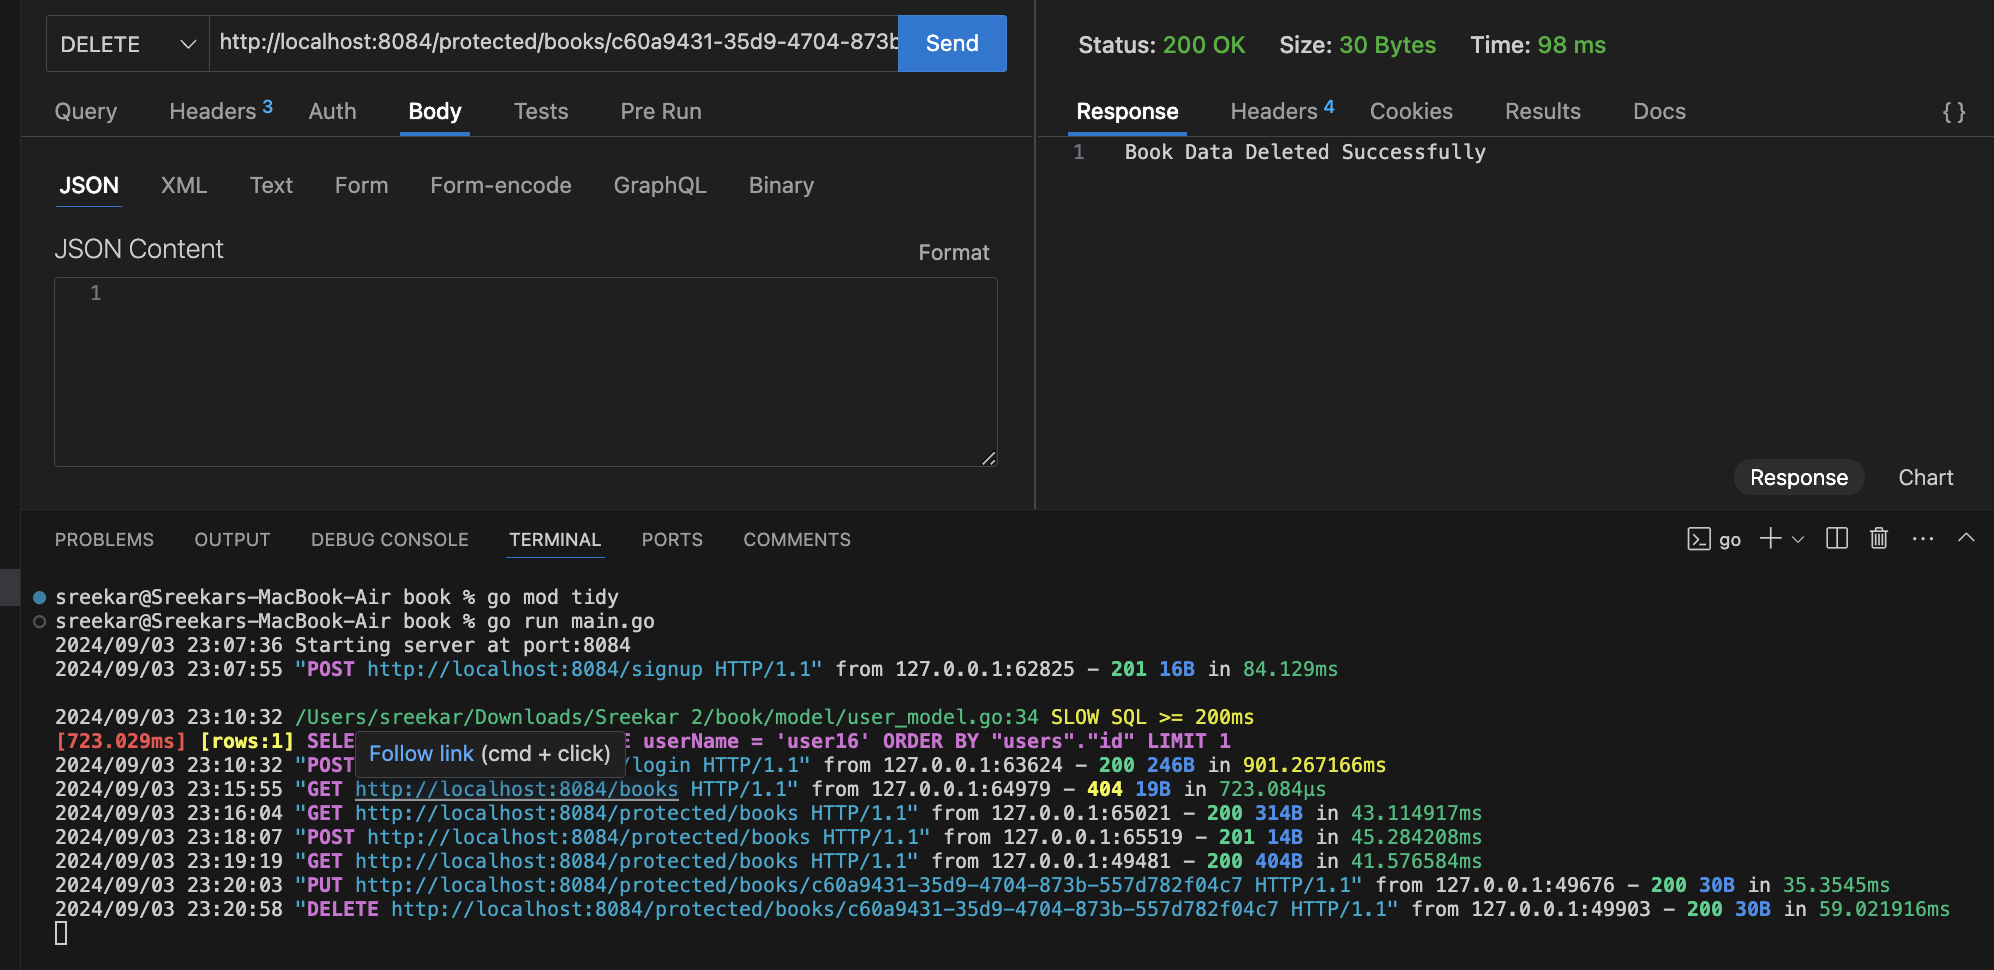 DELETE http://localhost:8084/protected/books/c60a9431-35d9-4704-873b Send
Query Headers 3 Auth Body Tests Pre Run
JSON XML Text Form Form-encode GraphQL Binary
JSON Content Format
1
Status: 200 OK Size: 30 Bytes Time: 98 ms
Response Headers 4 Cookies Results Docs {}
1 Book Data Deleted Successfully
Response Chart
PROBLEMS OUTPUT DEBUG CONSOLE TERMINAL PORTS COMMENTS go
sreekar@Sreekars-MacBook-Air book % go mod tidy
sreekar@Sreekars-MacBook-Air book % go run main.go
2024/09/03 23:07:36 Starting server at port:8084
2024/09/03 23:07:55 "POST http://localhost:8084/signup HTTP/1.1" from 127.0.0.1:62825 - 201 16B in 84.129ms
2024/09/03 23:10:32 /Users/sreekar/Downloads/Sreekar 2/book/model/user_model.go:34 SLOW SQL >= 200ms
[723.029ms] [rows:1] SELE E userName = 'user16' ORDER BY "users"."id" LIMIT 1
Follow link (cmd + click)
2024/09/03 23:10:32 "POST /login HTTP/1.1" from 127.0.0.1:63624 - 200 246B in 901.267166ms
2024/09/03 23:15:55 "GET http://localhost:8084/books HTTP/1.1" from 127.0.0.1:64979 - 404 19B in 723.084µs
2024/09/03 23:16:04 "GET http://localhost:8084/protected/books HTTP/1.1" from 127.0.0.1:65021 - 200 314B in 43.114917ms
2024/09/03 23:18:07 "POST http://localhost:8084/protected/books HTTP/1.1" from 127.0.0.1:65519 - 201 14B in 45.284208ms
2024/09/03 23:19:19 "GET http://localhost:8084/protected/books HTTP/1.1" from 127.0.0.1:49481 - 200 404B in 41.576584ms
2024/09/03 23:20:03 "PUT http://localhost:8084/protected/books/c60a9431-35d9-4704-873b-557d782f04c7 HTTP/1.1" from 127.0.0.1:49676 - 200 30B in 35.3545ms
2024/09/03 23:20:58 "DELETE http://localhost:8084/protected/books/c60a9431-35d9-4704-873b-557d782f04c7 HTTP/1.1" from 127.0.0.1:49903 - 200 30B in 59.021916ms